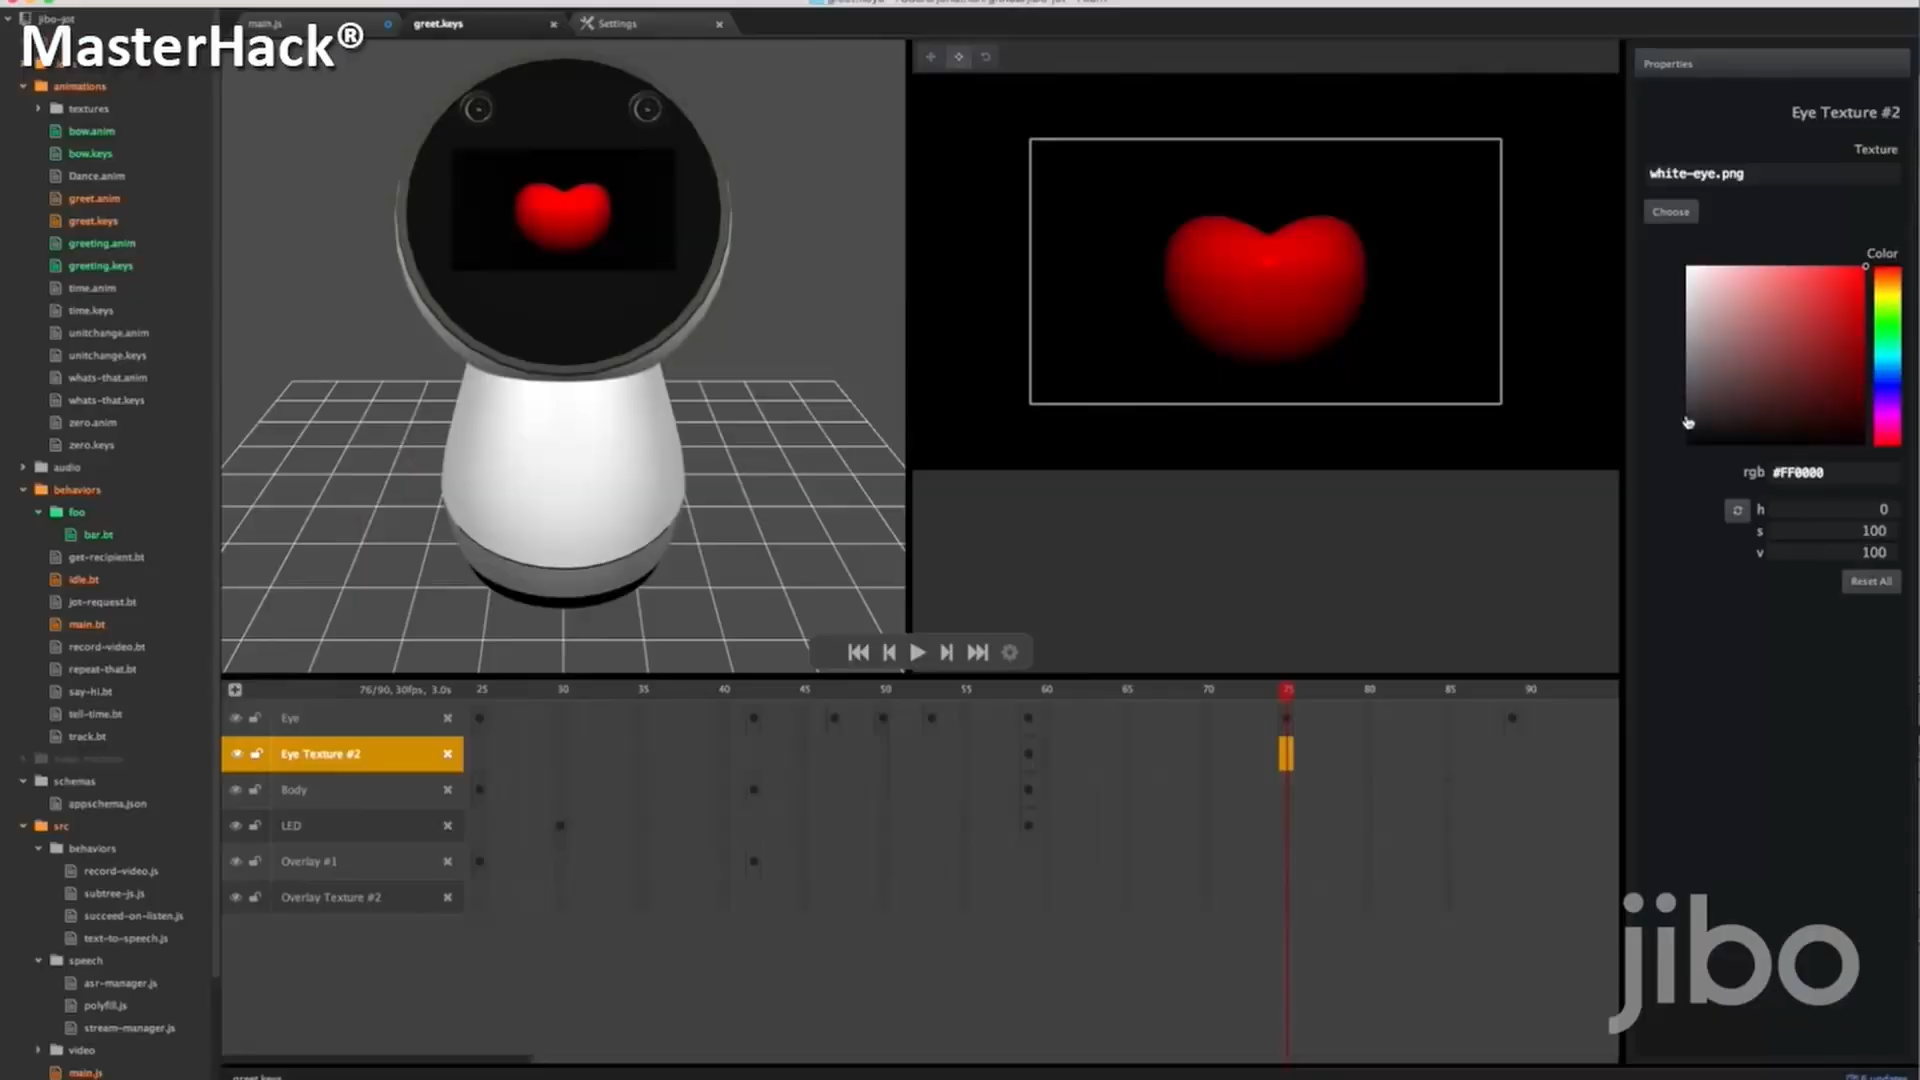 jibo-jot
main.js
greet.keys
Settings
MasterHack®
animations
textures
bow.anim
bow.keys
Dance.anim
greet.anim
greet.keys
greeting.anim
greeting.keys
time.anim
time.keys
unitchange.anim
unitchange.keys
whats-that.anim
whats-that.keys
zero.anim
zero.keys
audio
behaviors
foo
bar.bt
get-recipient.bt
idle.bt
jot-request.bt
main.bt
record-video.bt
repeat-that.bt
say-hi.bt
tell-time.bt
track.bt
schemas
appschema.json
src
behaviors
record-video.js
subtree-js.js
succeed-on-listen.js
text-to-speech.js
speech
asr-manager.js
polyfill.js
stream-manager.js
video
main.js
76/90, 30fps, 3.0s
25 30 35 40 45 50 55 60 65 70 75 80 85 90
Eye
Eye Texture #2
Body
LED
Overlay #1
Overlay Texture #2
Properties
Eye Texture #2
Texture
white-eye.png
Choose
Color
rgb #FF0000
h 0
s 100
v 100
Reset All
jibo